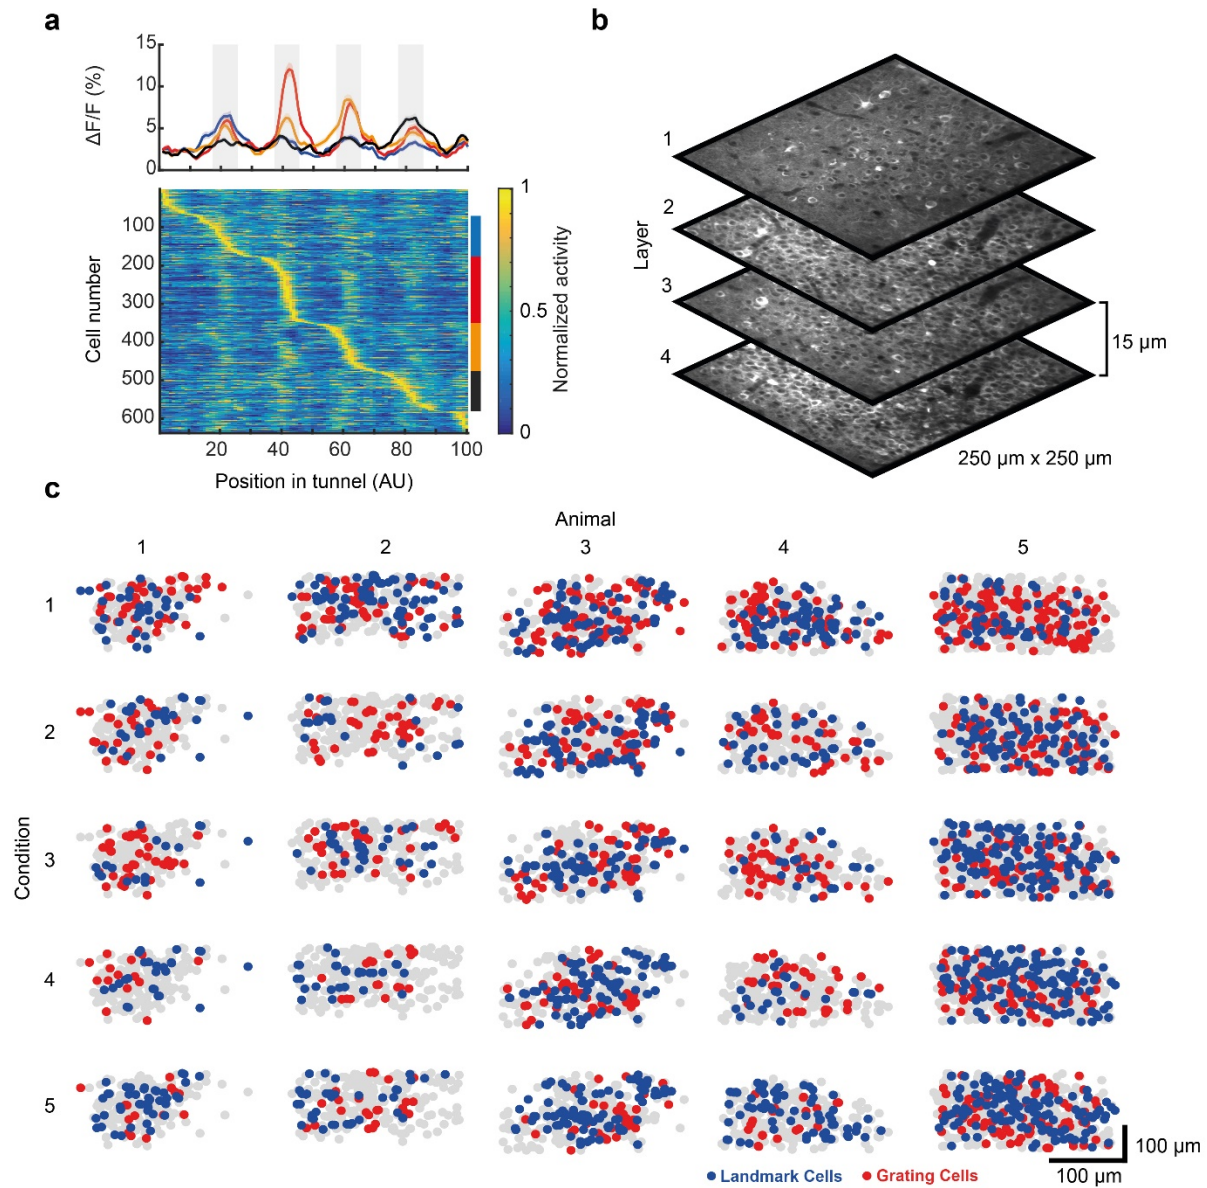 a
15
10
5
0
ΔF/F (%)
100
200
300
400
500
600
Cell number
20 40 60 80 100
Position in tunnel (AU)
1
0.5
0
Normalized activity
b
1
2
3
4
Layer
15 µm
250 µm x 250 µm
c
Animal
1 2 3 4 5
Condition
1
2
3
4
5
100 µm
100 µm
Landmark Cells Grating Cells